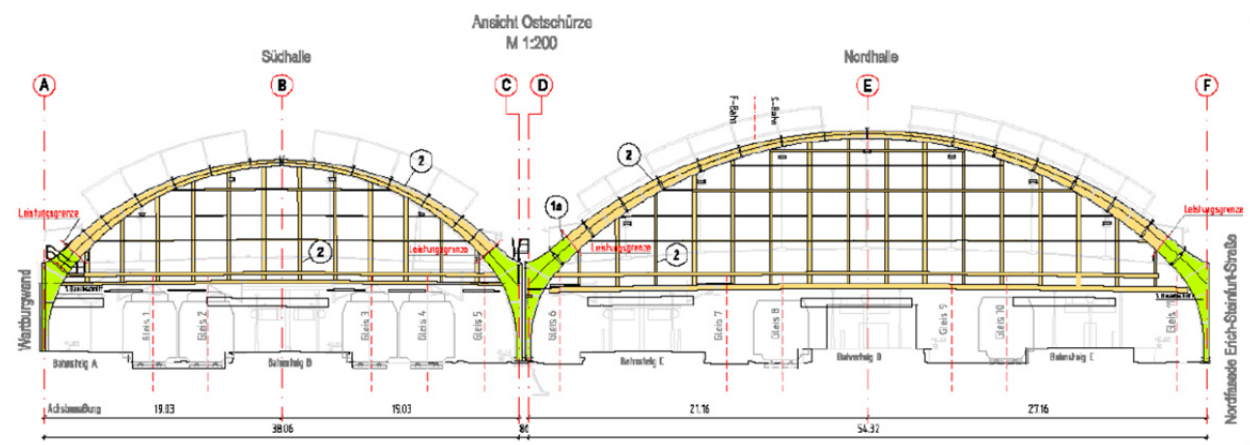 Ansicht Ostschürze
M 1:200
Südhalle
Nordhalle
A
B
C
D
E
F
F-Bahn
S-Bahn
2
2
1a
2
2
Leistungsgrenze
Leistungsgrenze
Leistungsgrenze
Leistungsgrenze
Wartburgwand
Nordfassade Erich-Steinfurt-Straße
Gleis 1
Gleis 2
Gleis 3
Gleis 4
Gleis 5
Gleis 6
Gleis 7
Gleis 8
Gleis 9
Gleis 10
Bahnsteig A
Bahnsteig B
Bahnsteig C
Bahnsteig D
Bahnsteig E
Achsbemaßung
19.03
19.03
27.16
27.16
38.06
54.32